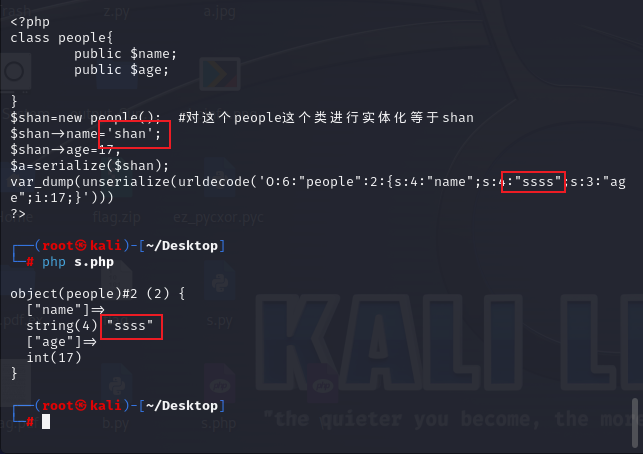 rash
z.py
a.jpg
<?php
class people{
public $name;
public $age;
}
$shan=new people();  #对这个people这个类进行实体化等于shan
$shan→name='shan';
$shan→age=17;
$a=serialize($shan);
var_dump(unserialize(urldecode('O:6:"people":2:{s:4:"name";s:4:"ssss";s:3:"ag
e";i:17;}')))
?>
flag.zip
ez_pycxor.pyc
┌──(root㉿kali)-[~/Desktop]
└─# php s.php
object(people)#2 (2) {
["name"]⇒
string(4) "ssss"
["age"]⇒
int(17)
}
s.py
KALI LI
┌──(root㉿kali)-[~/Desktop]
└─#
b.py
s.php
"the quieter you become, the more